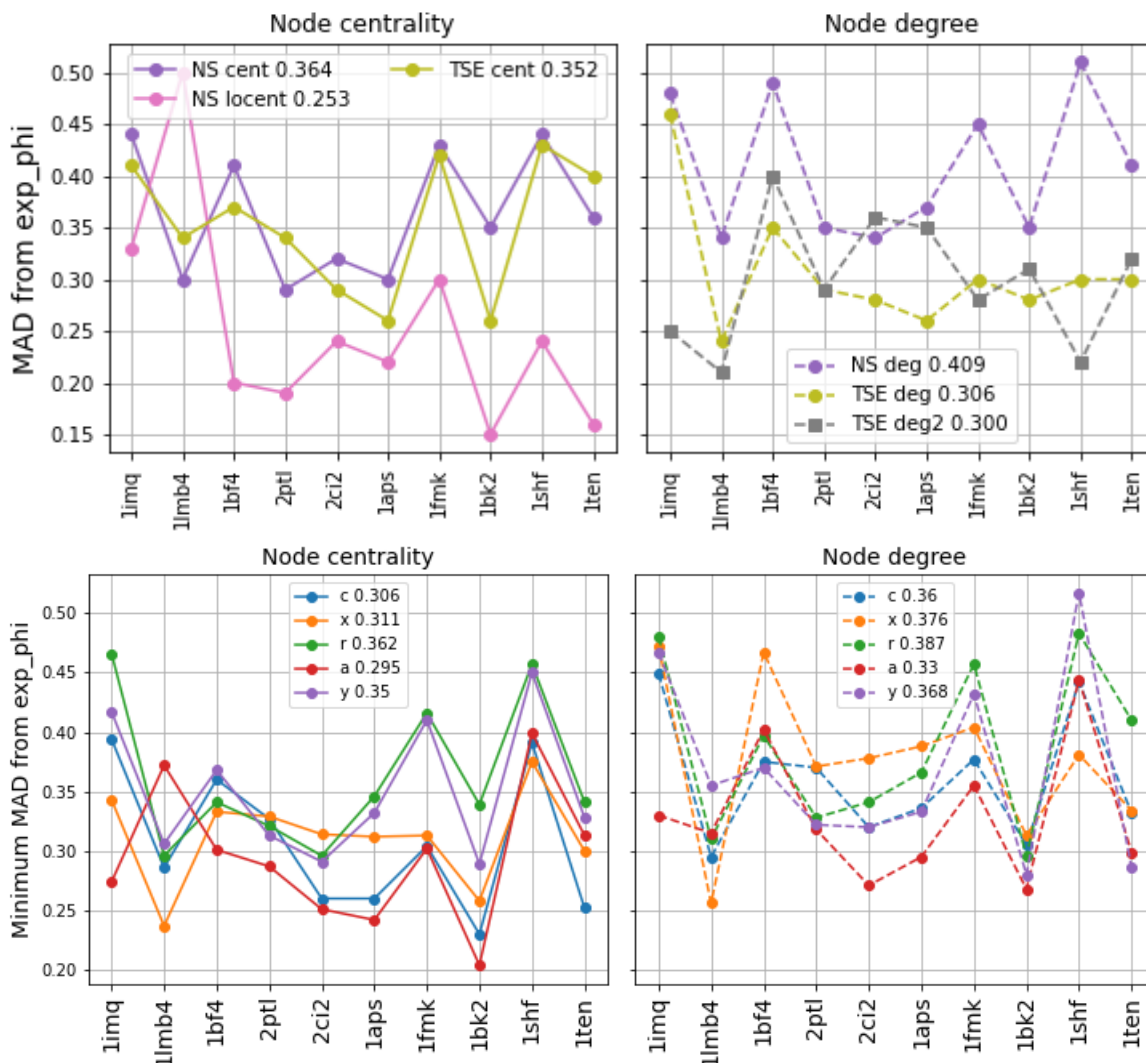 Node centrality
Node degree
MAD from exp_phi
0.50
0.45
0.40
0.35
0.30
0.25
0.20
0.15
NS cent 0.364
TSE cent 0.352
NS locent 0.253
NS deg 0.409
TSE deg 0.306
TSE deg2 0.300
1imq
1lmb4
1bf4
2ptl
2ci2
1aps
1fmk
1bk2
1shf
1ten
1imq
1lmb4
1bf4
2ptl
2ci2
1aps
1fmk
1bk2
1shf
1ten
Node centrality
Node degree
Minimum MAD from exp_phi
0.50
0.45
0.40
0.35
0.30
0.25
0.20
c 0.306
x 0.311
r 0.362
a 0.295
y 0.35
c 0.36
x 0.376
r 0.387
a 0.33
y 0.368
1imq
1lmb4
1bf4
2ptl
2ci2
1aps
1fmk
1bk2
1shf
1ten
1imq
1lmb4
1bf4
2ptl
2ci2
1aps
1fmk
1bk2
1shf
1ten